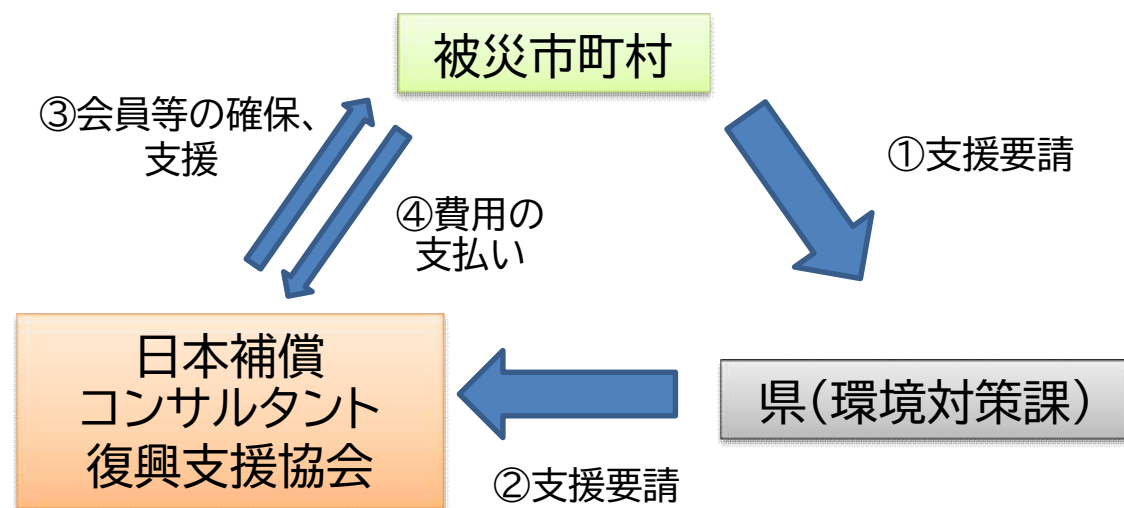 被災市町村
③会員等の確保、
支援
①支援要請
④費用の
支払い
日本補償
コンサルタント
復興支援協会
県(環境対策課)
②支援要請